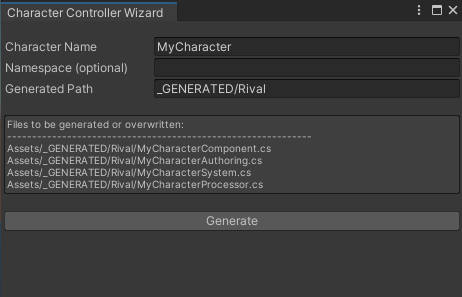 Character Controller Wizard
Character Name MyCharacter
Namespace (optional)
Generated Path _GENERATED/Rival
Files to be generated or overwritten:
--------------------------------------------------------------
Assets/_GENERATED/Rival/MyCharacterComponent.cs
Assets/_GENERATED/Rival/MyCharacterAuthoring.cs
Assets/_GENERATED/Rival/MyCharacterSystem.cs
Assets/_GENERATED/Rival/MyCharacterProcessor.cs
Generate